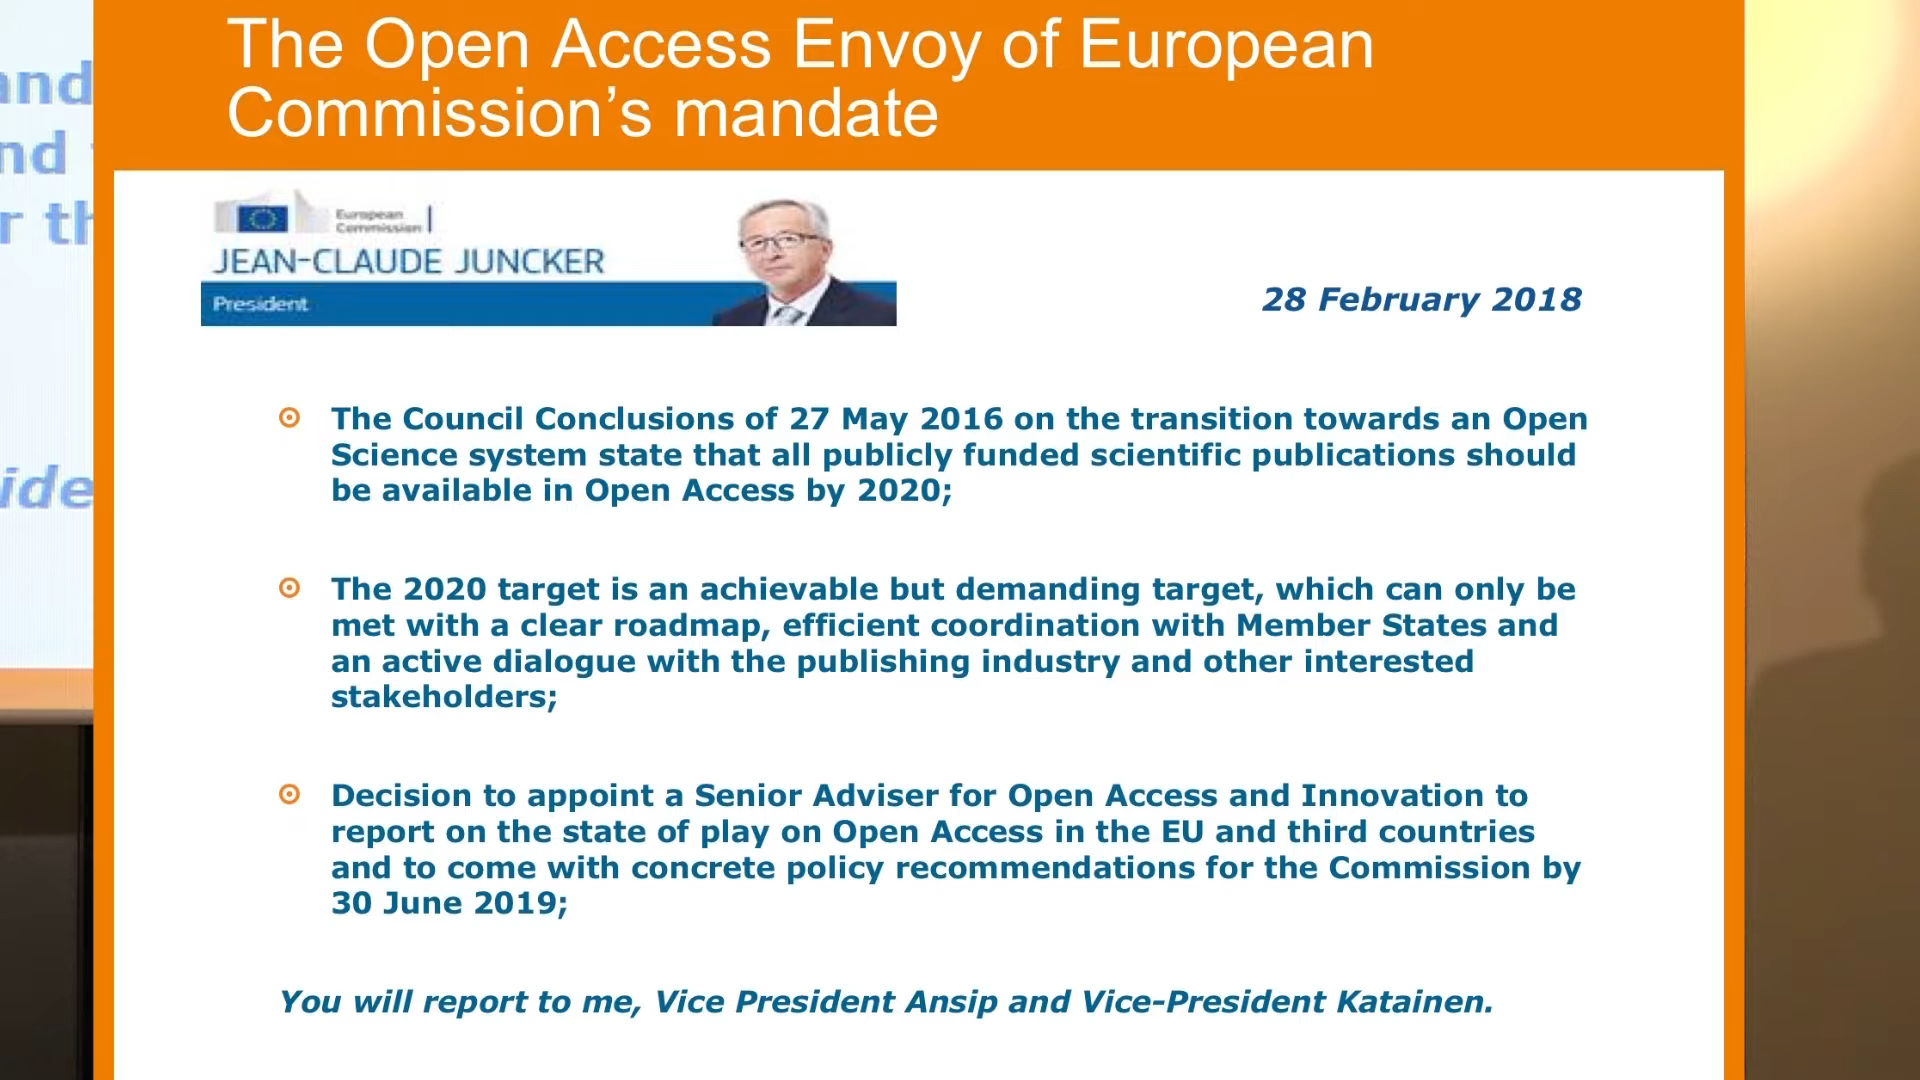 The Open Access Envoy of European
Commission’s mandate
European
Commission
JEAN-CLAUDE JUNCKER
President
28 February 2018
The Council Conclusions of 27 May 2016 on the transition towards an Open
Science system state that all publicly funded scientific publications should
be available in Open Access by 2020;
The 2020 target is an achievable but demanding target, which can only be
met with a clear roadmap, efficient coordination with Member States and
an active dialogue with the publishing industry and other interested
stakeholders;
Decision to appoint a Senior Adviser for Open Access and Innovation to
report on the state of play on Open Access in the EU and third countries
and to come with concrete policy recommendations for the Commission by
30 June 2019;
You will report to me, Vice President Ansip and Vice-President Katainen.